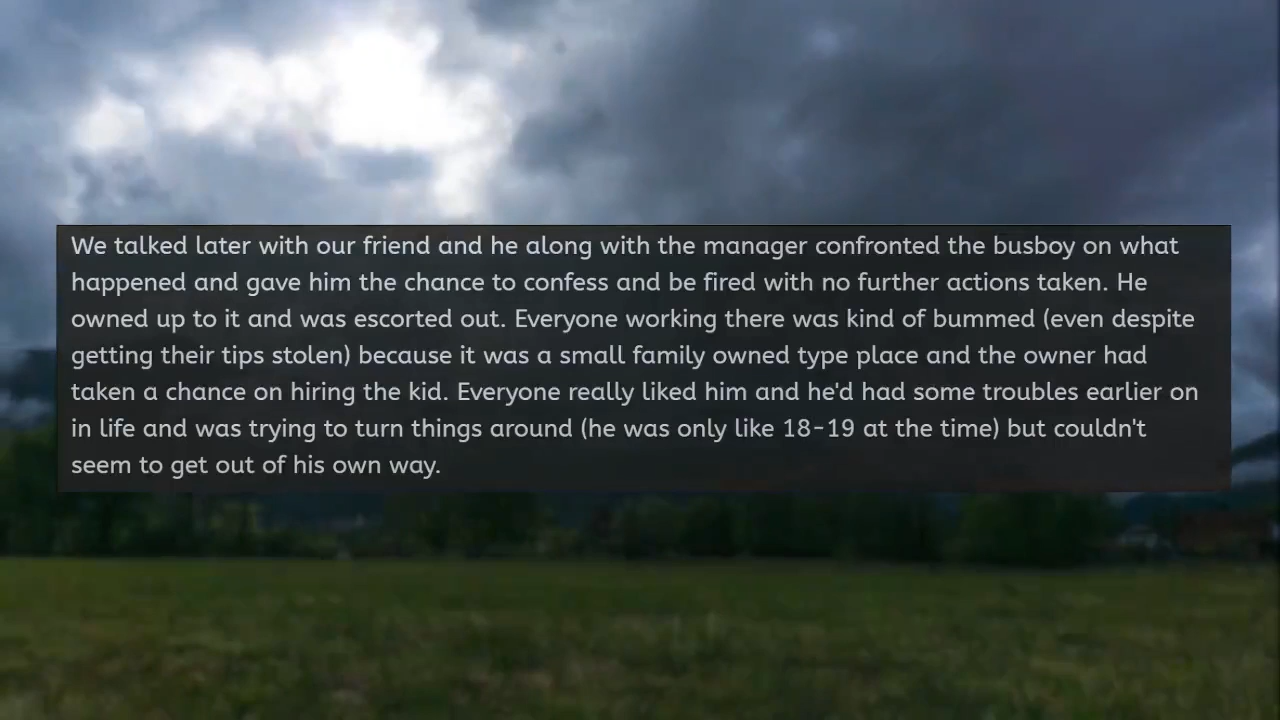 We talked later with our friend and he along with the manager confronted the busboy on what
happened and gave him the chance to confess and be fired with no further actions taken. He
owned up to it and was escorted out. Everyone working there was kind of bummed (even despite
getting their tips stolen) because it was a small family owned type place and the owner had
taken a chance on hiring the kid. Everyone really liked him and he'd had some troubles earlier on
in life and was trying to turn things around (he was only like 18-19 at the time) but couldn't
seem to get out of his own way.